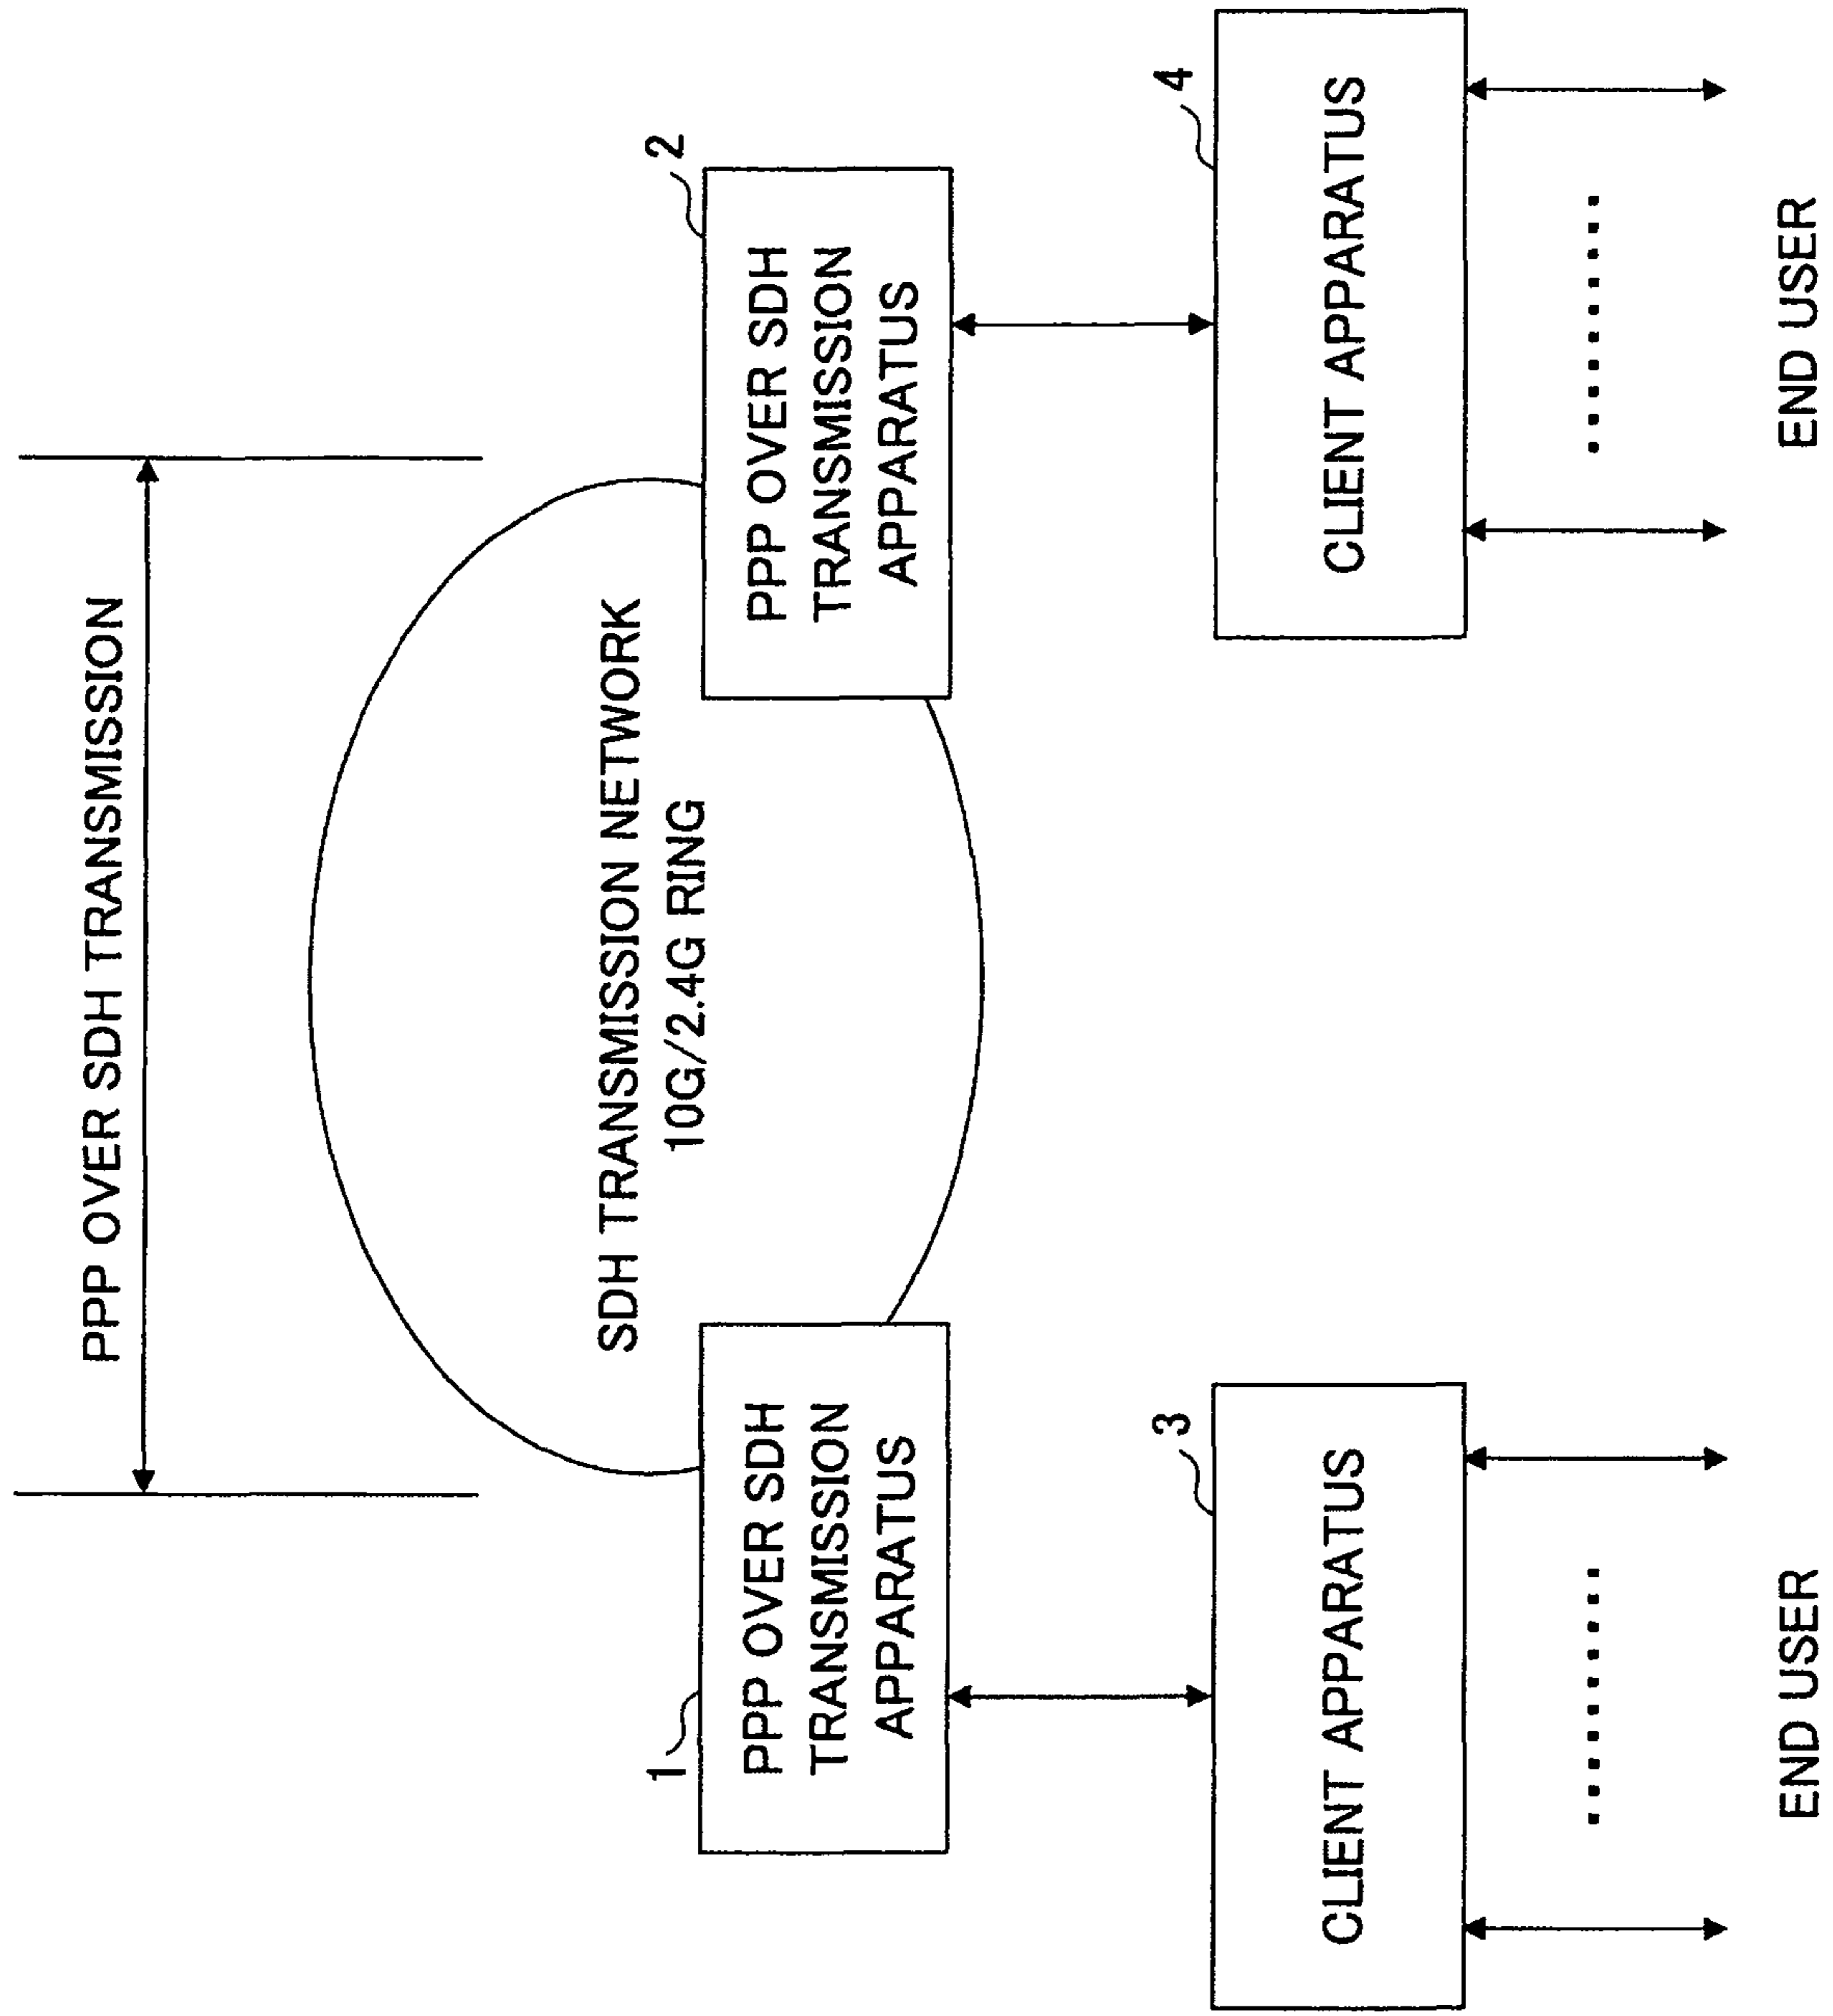 PPP OVER SDH TRANSMISSION
SDH TRANSMISSION NETWORK
10G/2.4G RING
1
PPP OVER SDH
TRANSMISSION
APPARATUS
2
PPP OVER SDH
TRANSMISSION
APPARATUS
3
CLIENT APPARATUS
4
CLIENT APPARATUS
END USER
END USER